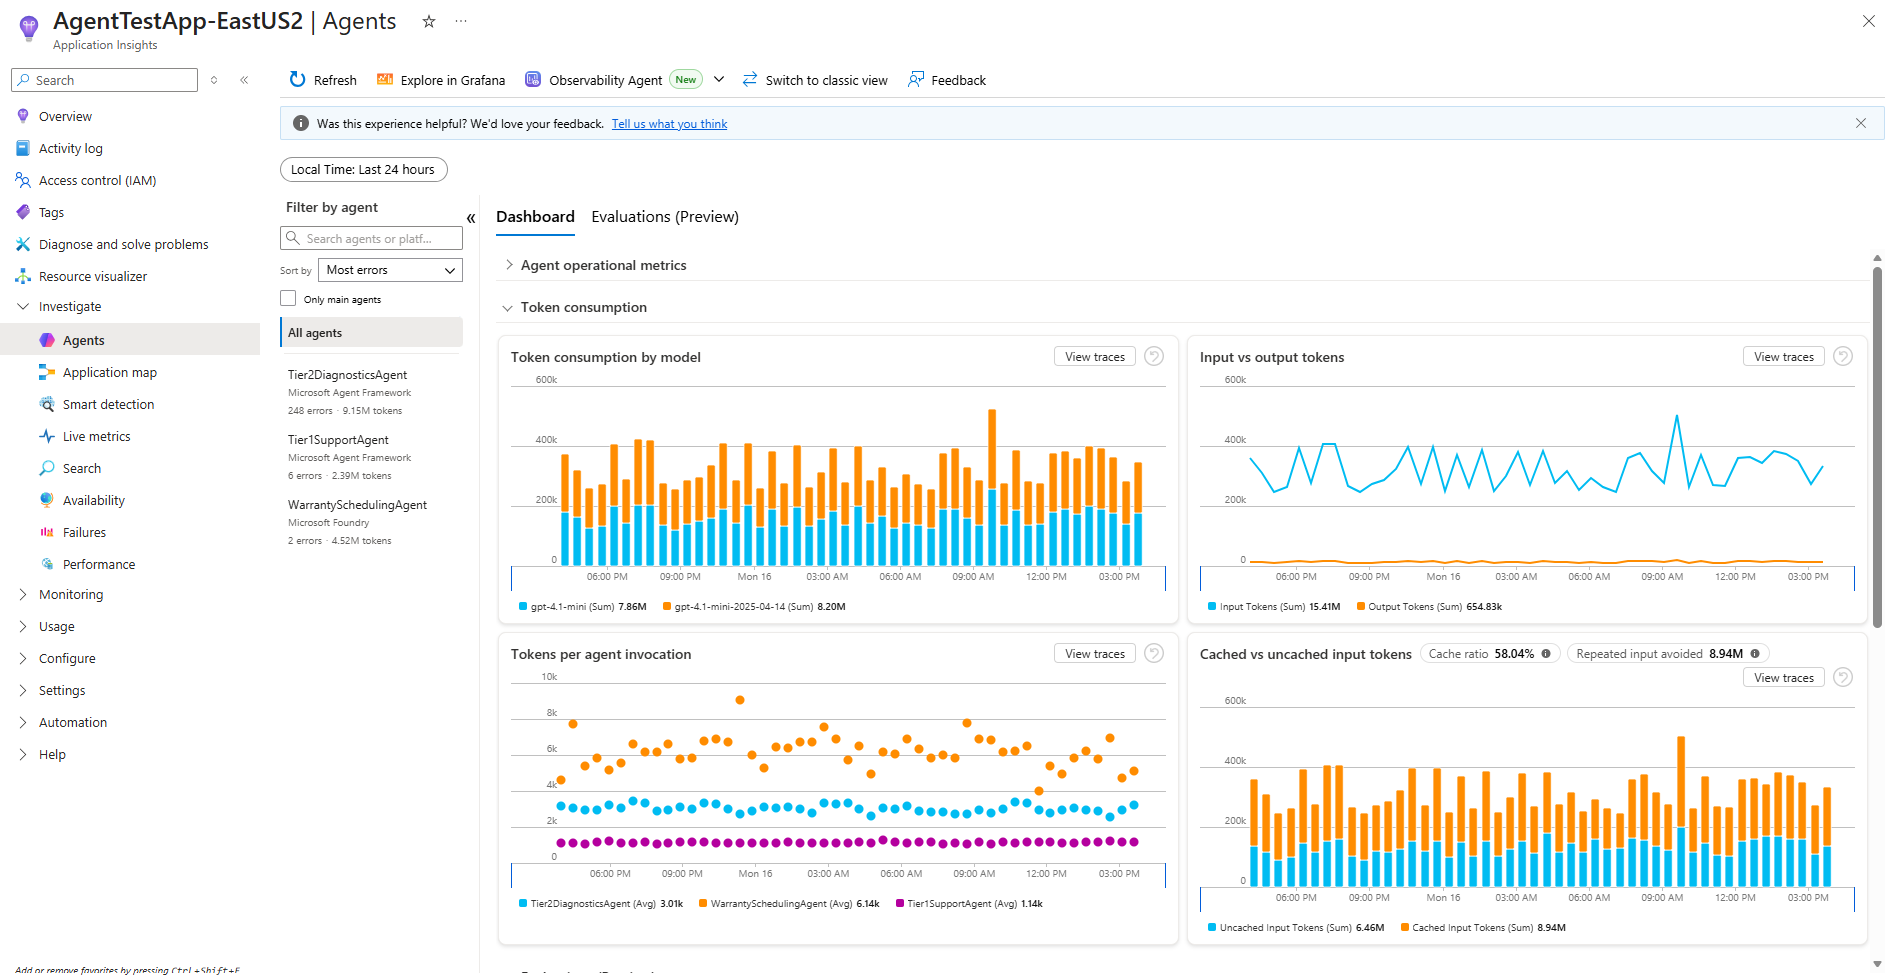 AgentTestApp-EastUS2 | Agents
Application Insights
Search
Overview
Activity log
Access control (IAM)
Tags
Diagnose and solve problems
Resource visualizer
Investigate
Agents
Application map
Smart detection
Live metrics
Search
Availability
Failures
Performance
Monitoring
Usage
Configure
Settings
Automation
Help
Add or remove favorites by pressing Ctrl+Shift+F
Refresh
Explore in Grafana
Observability Agent New
Switch to classic view
Feedback
Was this experience helpful? We'd love your feedback. Tell us what you think
Local Time: Last 24 hours
Filter by agent
Search agents or platf...
Sort by Most errors
Only main agents
All agents
Tier2DiagnosticsAgent
Microsoft Agent Framework
248 errors · 9.15M tokens
Tier1SupportAgent
Microsoft Agent Framework
6 errors · 2.39M tokens
WarrantySchedulingAgent
Microsoft Foundry
2 errors · 4.52M tokens
Dashboard Evaluations (Preview)
Agent operational metrics
Token consumption
Token consumption by model View traces
600k
400k
200k
0
06:00 PM 09:00 PM Mon 16 03:00 AM 06:00 AM 09:00 AM 12:00 PM 03:00 PM
gpt-4.1-mini (Sum) 7.86M gpt-4.1-mini-2025-04-14 (Sum) 8.20M
Input vs output tokens View traces
600k
400k
200k
0
06:00 PM 09:00 PM Mon 16 03:00 AM 06:00 AM 09:00 AM 12:00 PM 03:00 PM
Input Tokens (Sum) 15.41M Output Tokens (Sum) 654.83k
Tokens per agent invocation View traces
10k
8k
6k
4k
2k
0
06:00 PM 09:00 PM Mon 16 03:00 AM 06:00 AM 09:00 AM 12:00 PM 03:00 PM
Tier2DiagnosticsAgent (Avg) 3.01k WarrantySchedulingAgent (Avg) 6.14k Tier1SupportAgent (Avg) 1.14k
Cached vs uncached input tokens Cache ratio 58.04% Repeated input avoided 8.94M
View traces
600k
400k
200k
0
06:00 PM 09:00 PM Mon 16 03:00 AM 06:00 AM 09:00 AM 12:00 PM 03:00 PM
Uncached Input Tokens (Sum) 6.46M Cached Input Tokens (Sum) 8.94M